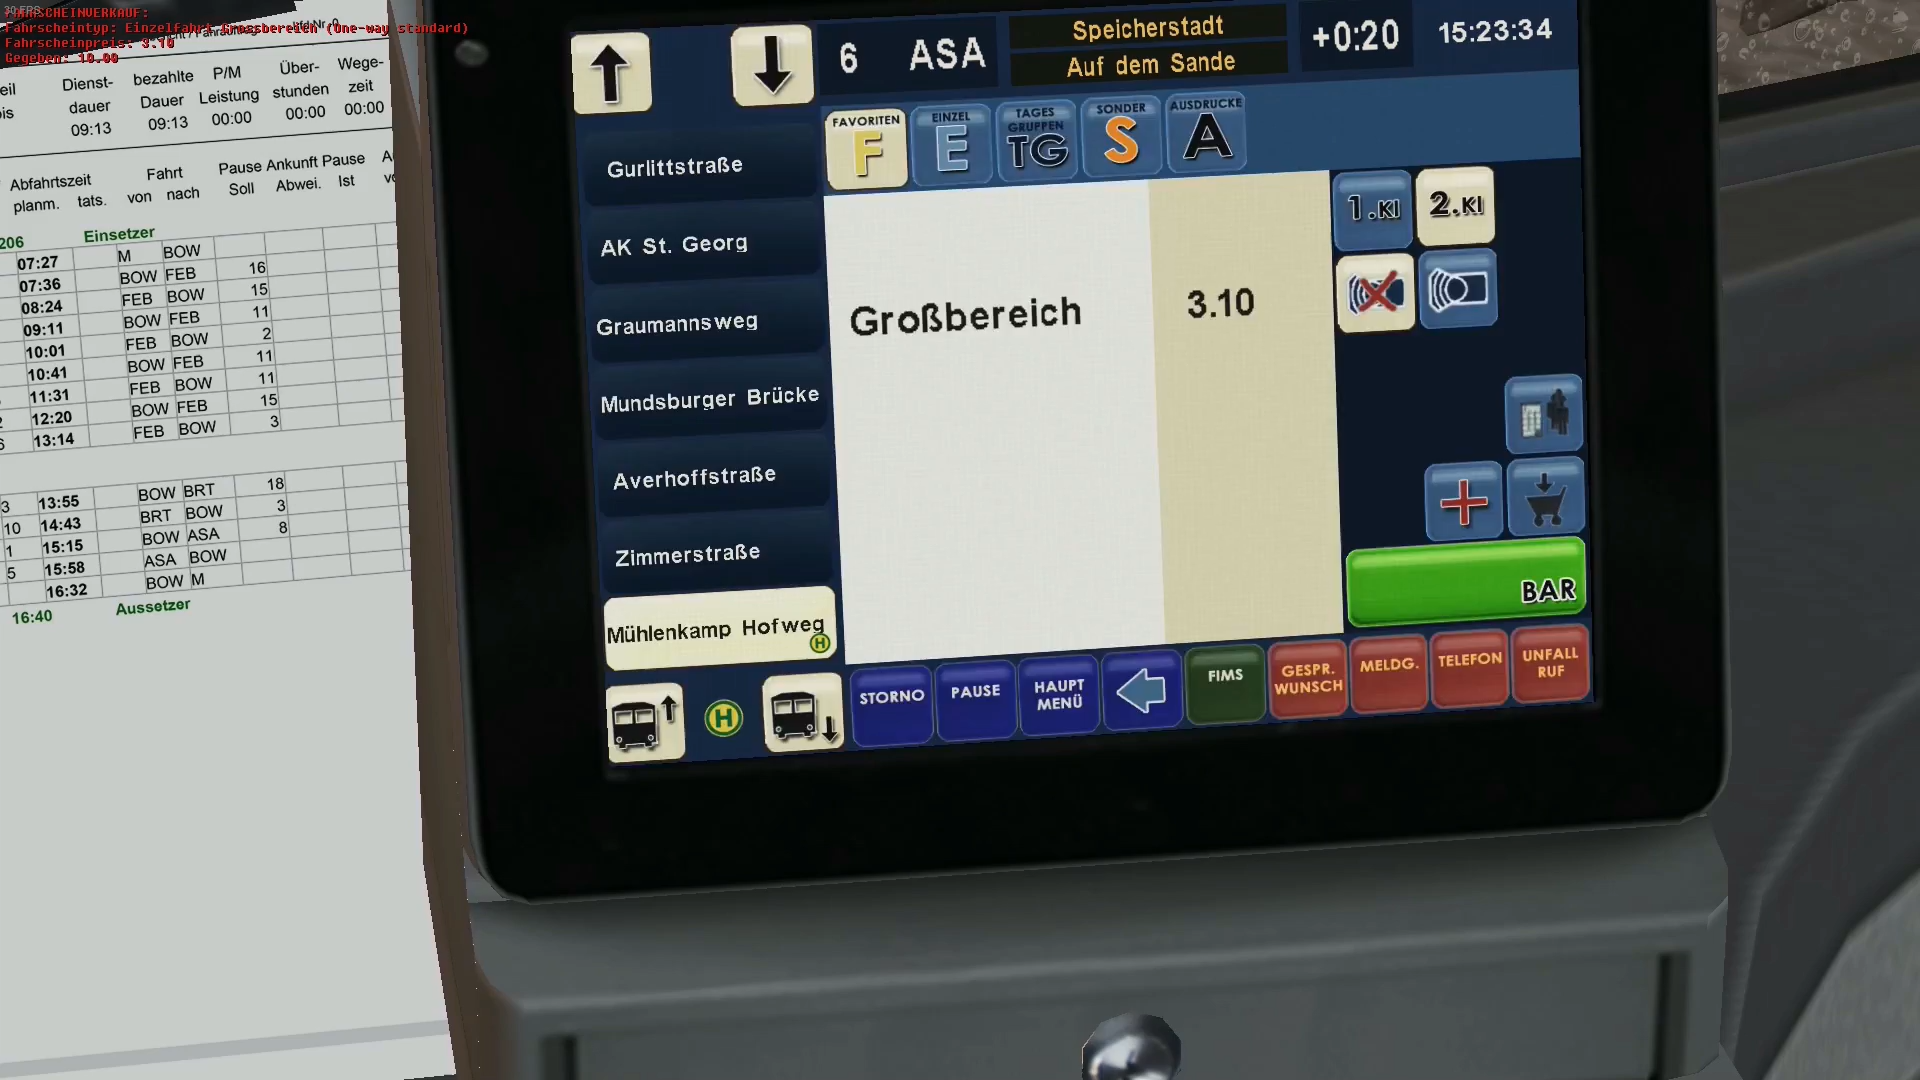 FAHRSCHEINVERKAUF:
Fahrscheintyp: Einzelfahrt Grossbereich (One-way standard)
Fahrscheinpreis: 3.10
Gegeben: 10.00
Dienst-
dauer
09:13
bezahlte
Dauer
09:13
P/M
Leistung
00:00
Über-
stunden
00:00
Wege-
zeit
00:00
Abfahrtszeit
planm. tats.
Fahrt
von nach
Pause
Soll
Ankunft
Abwei.
Pause
Ist
206 Einsetzer
07:27 M BOW
07:36 BOW FEB 16
08:24 FEB BOW 15
09:11 BOW FEB 11
10:01 FEB BOW 2
10:41 BOW FEB 11
11:31 FEB BOW 11
12:20 BOW FEB 15
13:14 FEB BOW 3
3 13:55 BOW BRT 18
10 14:43 BRT BOW 3
1 15:15 BOW ASA 8
5 15:58 ASA BOW
16:32 BOW M
16:40 Aussetzer
6 ASA
Speicherstadt
Auf dem Sande
+0:20
15:23:34
FAVORITEN
F
EINZEL
E
TAGES
GRUPPEN
TG
SONDER
S
AUSDRUCKE
A
Gurlittstraße
AK St. Georg
Graumannsweg
Mundsburger Brücke
Averhoffstraße
Zimmerstraße
Mühlenkamp Hofweg
H
Großbereich 3.10
1.Kl
2.Kl
BAR
H
STORNO
PAUSE
HAUPT
MENÜ
FIMS
GESPR.
WUNSCH
MELDG.
TELEFON
UNFALL
RUF